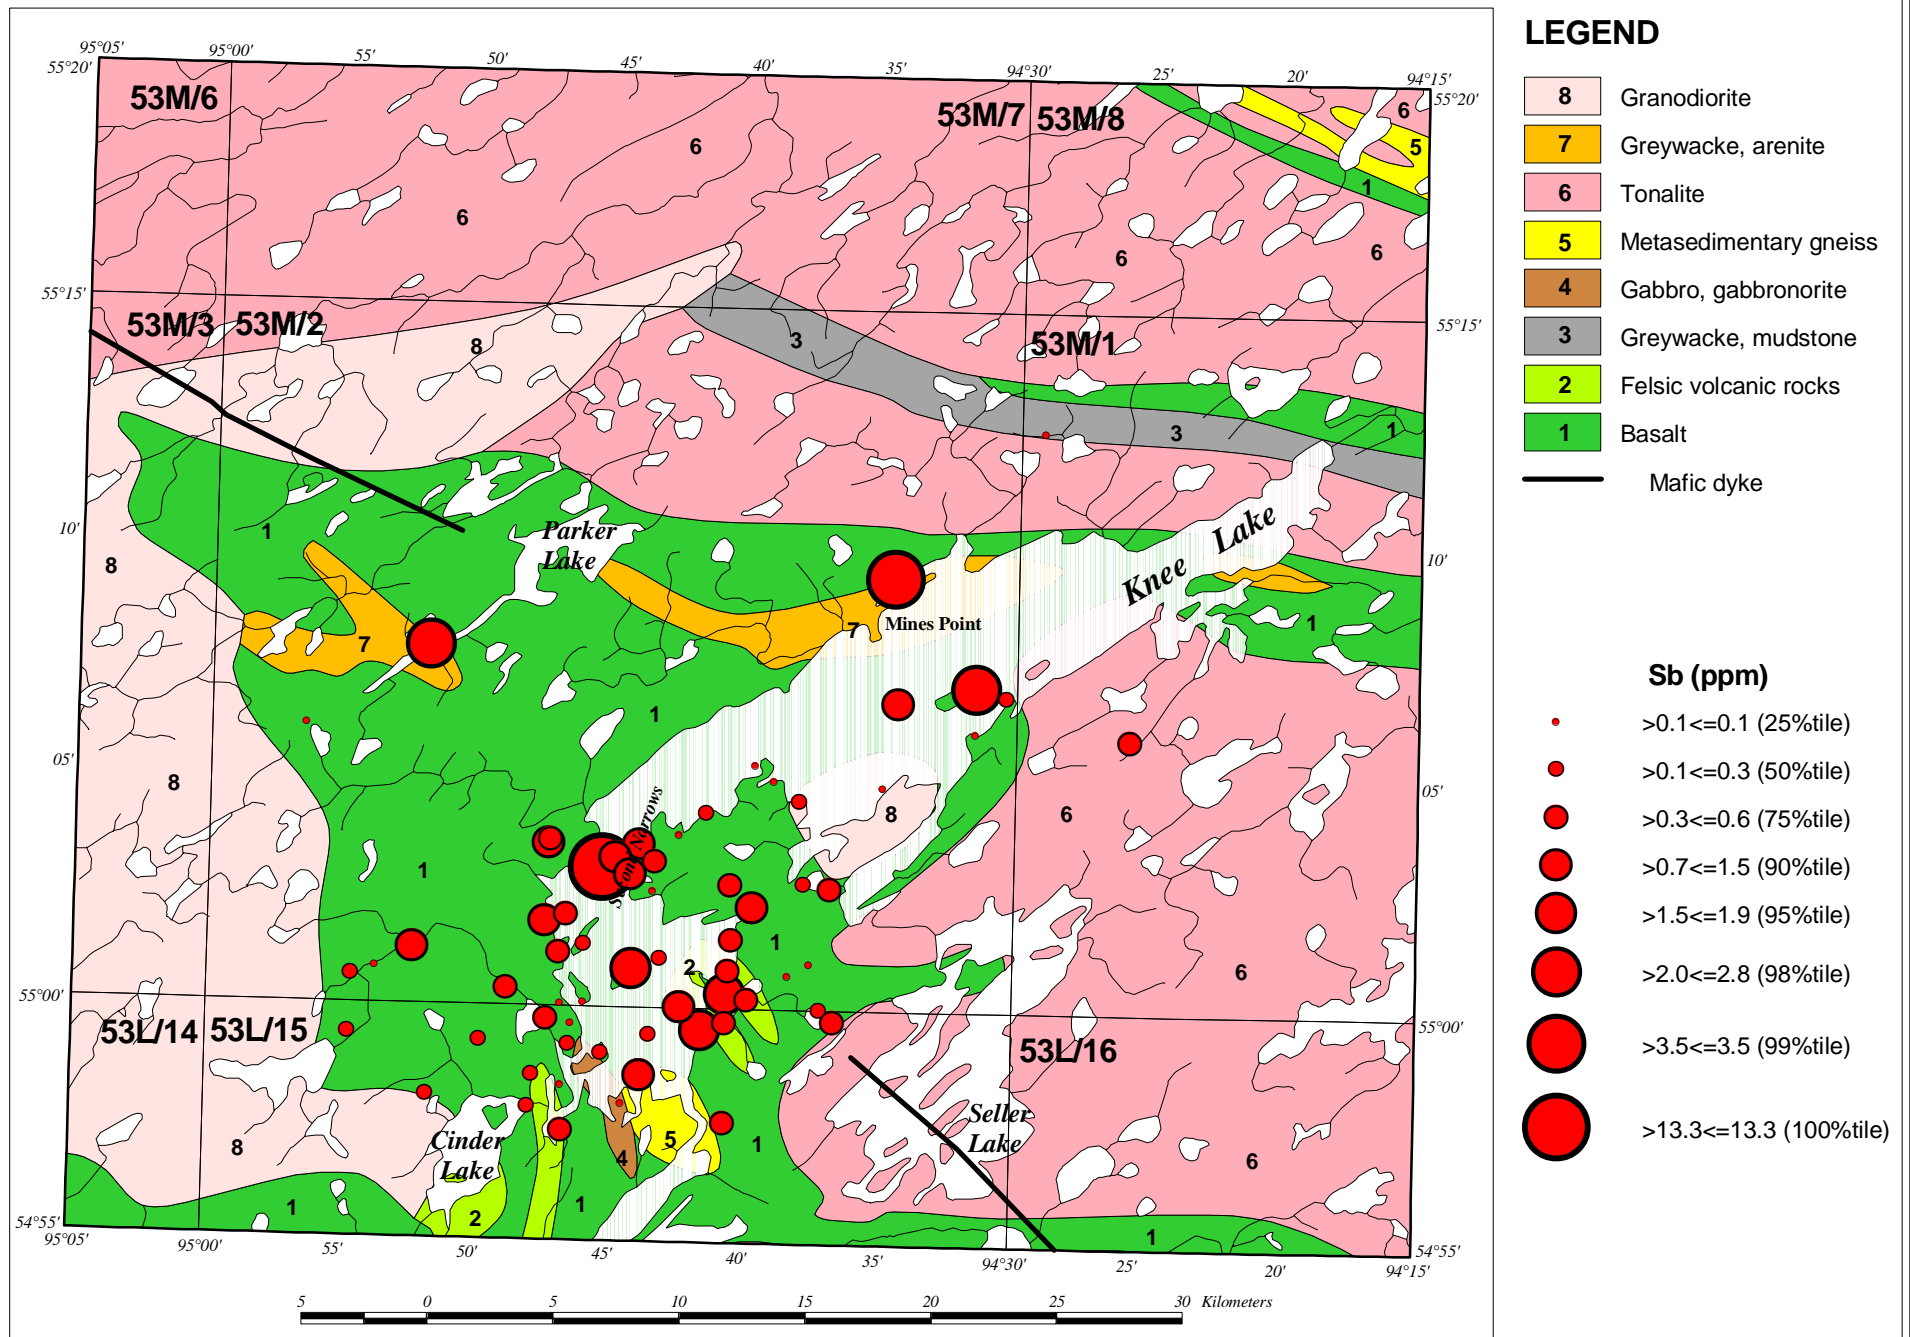 95°05'
95°00'
55'
50'
45'
40'
35'
94°30'
25'
20'
94°15'
55°20'
55°20'
53M/6
53M/7
53M/8
6
6
6
6
6
5
1
55°15'
55°15'
53M/3
53M/2
53M/1
8
3
3
1
10'
10'
1
8
Parker
Lake
Knee Lake
7
7
Mines Point
1
1
05'
05'
8
8
6
1
Second Narrows
1
2
6
55°00'
55°00'
53L/14
53L/15
53L/16
Cinder
Lake
Seller
Lake
8
5
4
1
6
1
2
1
1
54°55'
54°55'
95°05'
95°00'
55'
50'
45'
40'
35'
94°30'
25'
20'
94°15'
5
0
5
10
15
20
25
30
Kilometers
LEGEND
8 Granodiorite
7 Greywacke, arenite
6 Tonalite
5 Metasedimentary gneiss
4 Gabbro, gabbronorite
3 Greywacke, mudstone
2 Felsic volcanic rocks
1 Basalt
Mafic dyke
Sb (ppm)
>0.1<=0.1 (25%tile)
>0.1<=0.3 (50%tile)
>0.3<=0.6 (75%tile)
>0.7<=1.5 (90%tile)
>1.5<=1.9 (95%tile)
>2.0<=2.8 (98%tile)
>3.5<=3.5 (99%tile)
>13.3<=13.3 (100%tile)